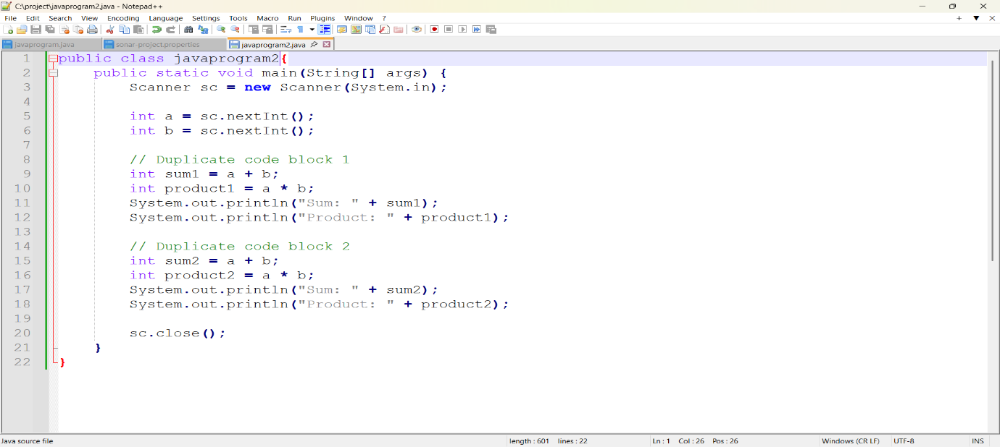 C:\project\javaprogram2.java - Notepad++
File Edit Search View Encoding Language Settings Tools Macro Run Plugins Window ?
javaprogram.java sonar-project.properties javaprogram2.java
1 public class javaprogram2{
2 public static void main(String[] args) {
3 Scanner sc = new Scanner(System.in);
4
5 int a = sc.nextInt();
6 int b = sc.nextInt();
7
8 // Duplicate code block 1
9 int sum1 = a + b;
10 int product1 = a * b;
11 System.out.println("Sum: " + sum1);
12 System.out.println("Product: " + product1);
13
14 // Duplicate code block 2
15 int sum2 = a + b;
16 int product2 = a * b;
17 System.out.println("Sum: " + sum2);
18 System.out.println("Product: " + product2);
19
20 sc.close();
21 }
22 }
Java source file length : 601 lines : 22 Ln : 1 Col : 26 Pos : 26 Windows (CR LF) UTF-8 INS